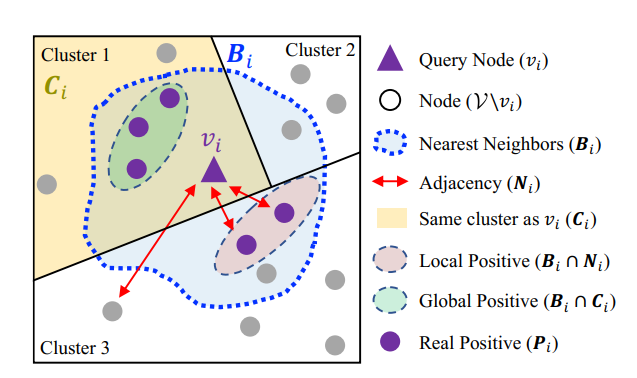 Cluster 1
Cluster 2
B_i
C_i
v_i
Cluster 3
Query Node (v_i)
Node (𝒱\v_i)
Nearest Neighbors (B_i)
Adjacency (N_i)
Same cluster as v_i (C_i)
Local Positive (B_i ∩ N_i)
Global Positive (B_i ∩ C_i)
Real Positive (P_i)